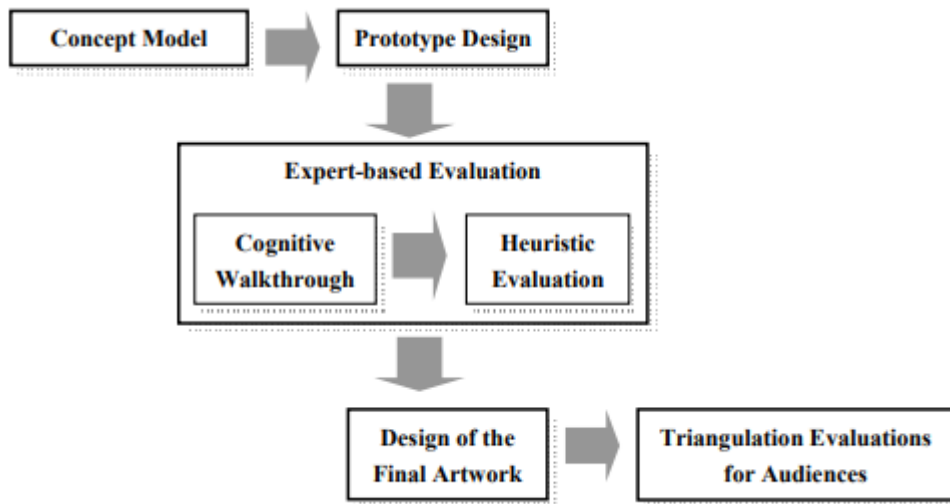 Concept Model
Prototype Design
Expert-based Evaluation
Cognitive
Walkthrough
Heuristic
Evaluation
Design of the
Final Artwork
Triangulation Evaluations
for Audiences